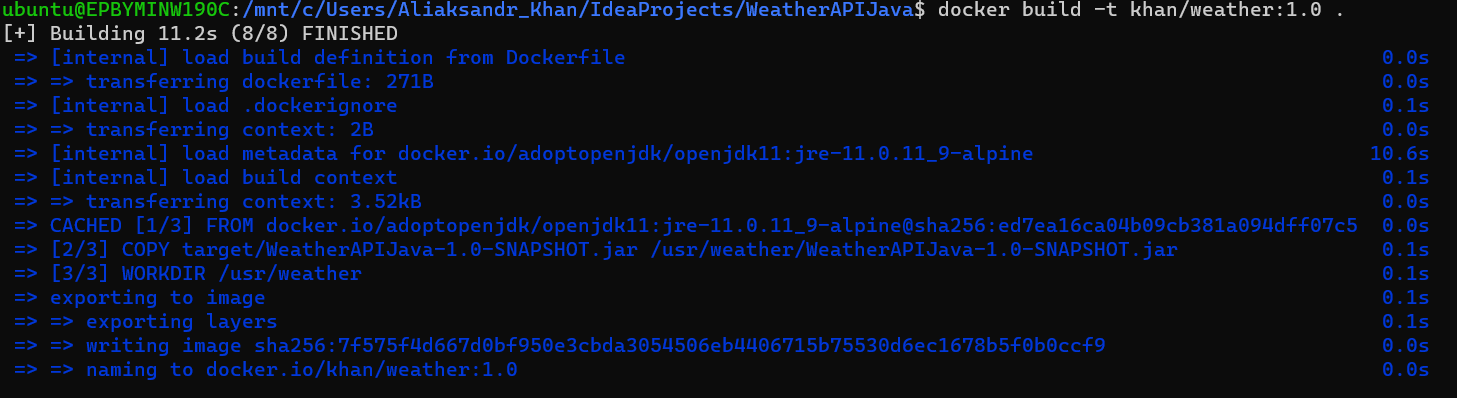 ubuntu@EPBYMINW190C:/mnt/c/Users/Aliaksandr_Khan/IdeaProjects/WeatherAPIJava$ docker build -t khan/weather:1.0 .
[+] Building 11.2s (8/8) FINISHED
=> [internal] load build definition from Dockerfile 0.0s
=> => transferring dockerfile: 271B 0.0s
=> [internal] load .dockerignore 0.1s
=> => transferring context: 2B 0.0s
=> [internal] load metadata for docker.io/adoptopenjdk/openjdk11:jre-11.0.11_9-alpine 10.6s
=> [internal] load build context 0.1s
=> => transferring context: 3.52kB 0.0s
=> CACHED [1/3] FROM docker.io/adoptopenjdk/openjdk11:jre-11.0.11_9-alpine@sha256:ed7ea16ca04b09cb381a094dff07c5 0.0s
=> [2/3] COPY target/WeatherAPIJava-1.0-SNAPSHOT.jar /usr/weather/WeatherAPIJava-1.0-SNAPSHOT.jar 0.1s
=> [3/3] WORKDIR /usr/weather 0.1s
=> exporting to image 0.1s
=> => exporting layers 0.1s
=> => writing image sha256:7f575f4d667d0bf950e3cbda3054506eb4406715b75530d6ec1678b5f0b0ccf9 0.0s
=> => naming to docker.io/khan/weather:1.0 0.0s